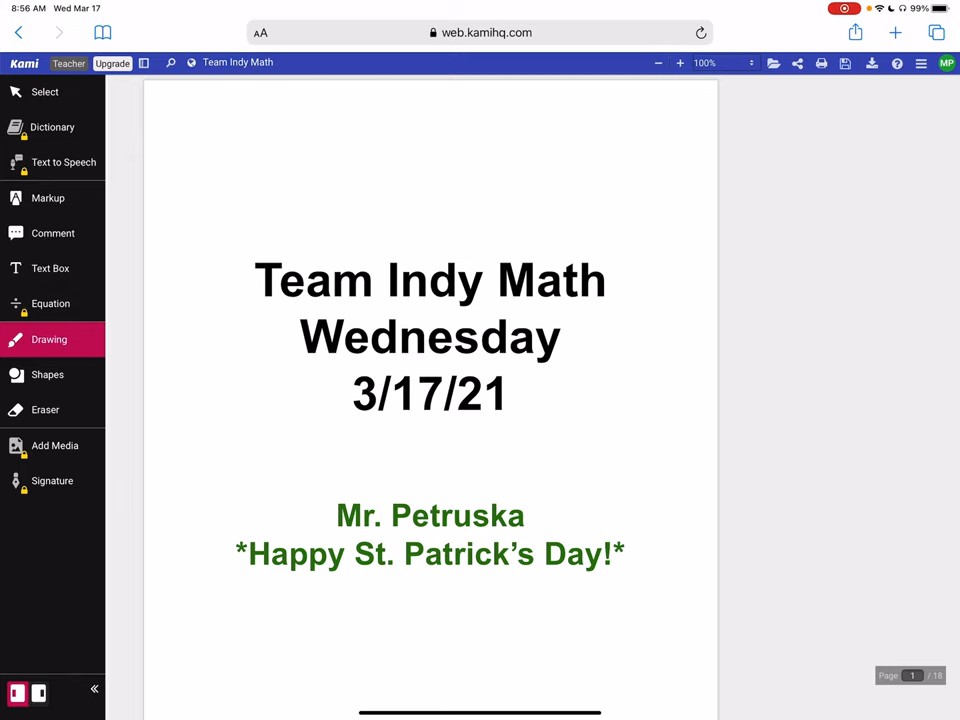 8:56 AM Wed Mar 17
99%
AA
web.kamihq.com
Kami
Teacher
Upgrade
Team Indy Math
100%
MP
Select
Dictionary
Text to Speech
Markup
Comment
Text Box
Equation
Drawing
Shapes
Eraser
Add Media
Signature
Team Indy Math
Wednesday
3/17/21
Mr. Petruska
*Happy St. Patrick’s Day!*
Page 1 / 18